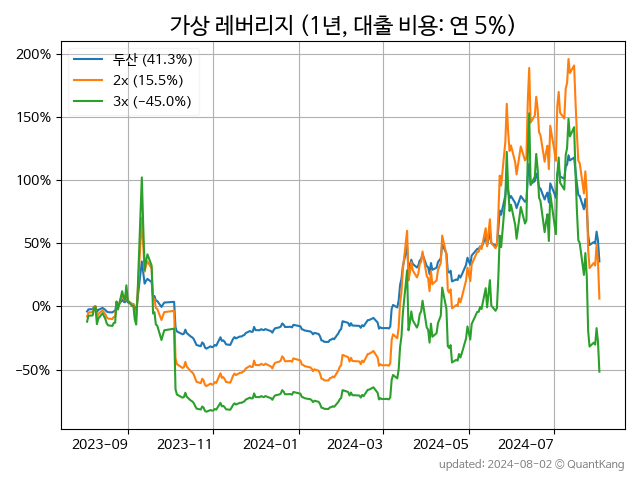 가상 레버리지 (1년, 대출 비용: 연 5%)
200%
150%
100%
50%
0%
−50%
두산 (41.3%)
2x (15.5%)
3x (-45.0%)
2023-09
2023-11
2024-01
2024-03
2024-05
2024-07
updated: 2024-08-02 © QuantKang